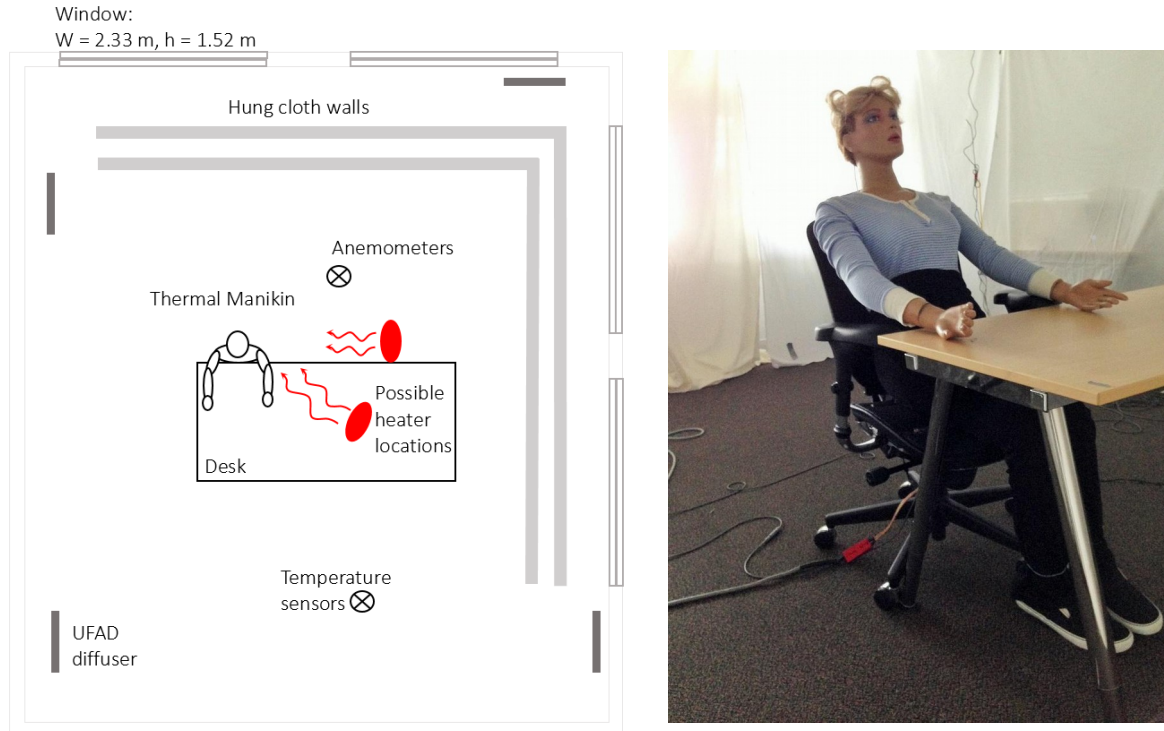 Window:
W = 2.33 m, h = 1.52 m
Hung cloth walls
Anemometers
Thermal Manikin
Possible
heater
locations
Desk
Temperature
sensors
UFAD
diffuser